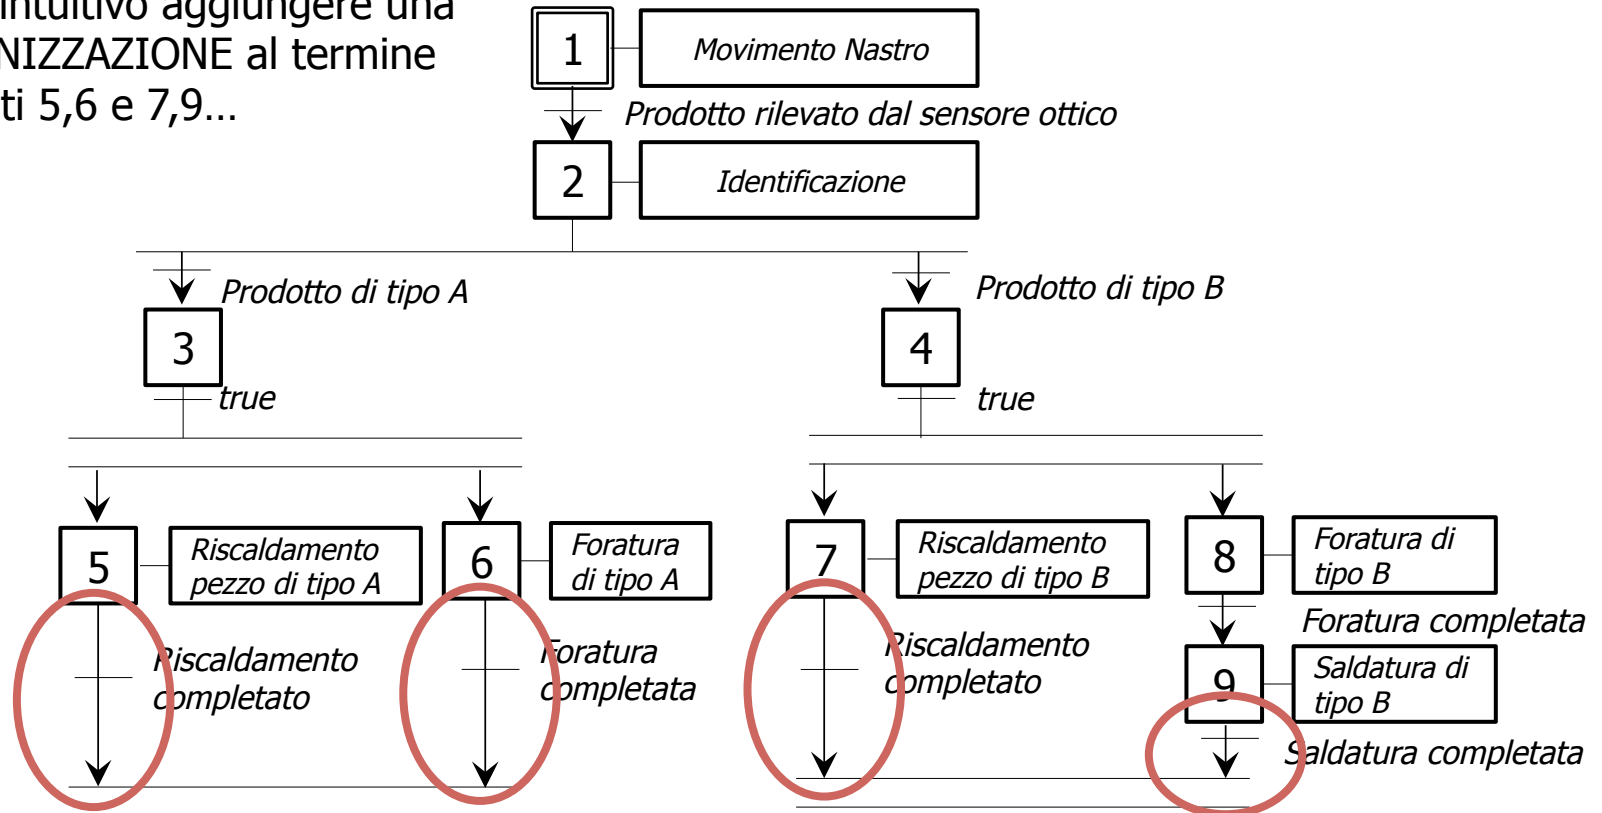 intuitivo aggiungere una
NIZZAZIONE al termine
ti 5,6 e 7,9...
1
Movimento Nastro
Prodotto rilevato dal sensore ottico
2
Identificazione
Prodotto di tipo A
Prodotto di tipo B
3
4
true
true
5
Riscaldamento
pezzo di tipo A
6
Foratura
di tipo A
7
Riscaldamento
pezzo di tipo B
8
Foratura di
tipo B
Riscaldamento
completato
Foratura
completata
Riscaldamento
completato
Foratura completata
9
Saldatura di
tipo B
Saldatura completata